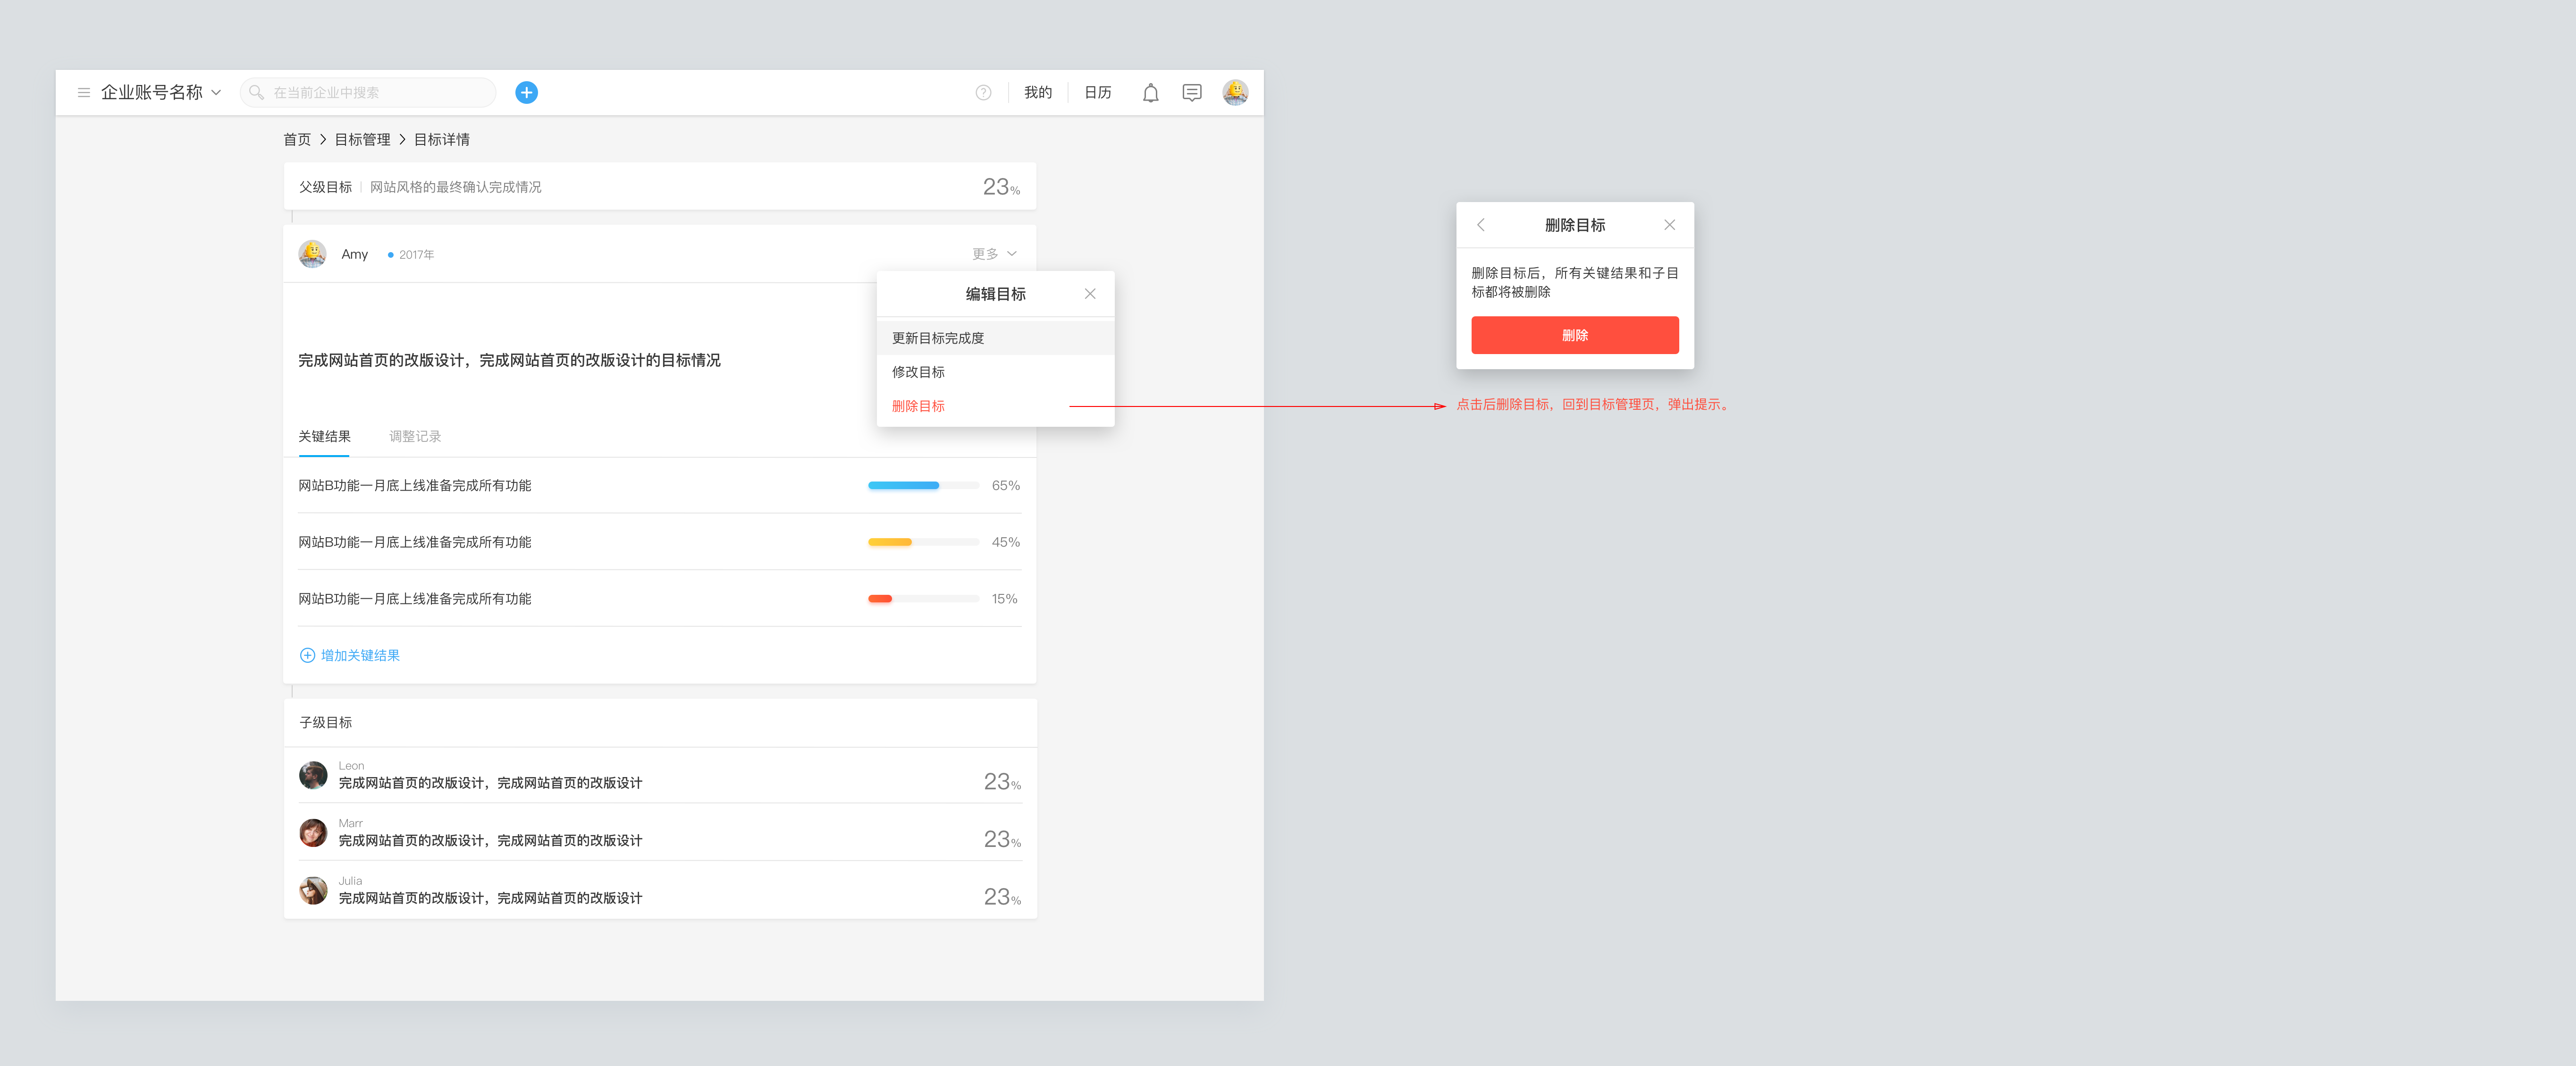 企业账号名称
在当前企业中搜索
我的
日历
首页 > 目标管理 > 目标详情
父级目标
网站风格的最终确认完成情况
23%
Amy
2017年
更多
编辑目标
更新目标完成度
修改目标
删除目标
完成网站首页的改版设计，完成网站首页的改版设计的目标情况
关键结果
调整记录
网站B功能一月底上线准备完成所有功能
65%
网站B功能一月底上线准备完成所有功能
45%
网站B功能一月底上线准备完成所有功能
15%
增加关键结果
子级目标
Leon
完成网站首页的改版设计，完成网站首页的改版设计
23%
Marr
完成网站首页的改版设计，完成网站首页的改版设计
23%
Julia
完成网站首页的改版设计，完成网站首页的改版设计
23%
删除目标
删除目标后，所有关键结果和子目
标都将被删除
删除
点击后删除目标，回到目标管理页，弹出提示。